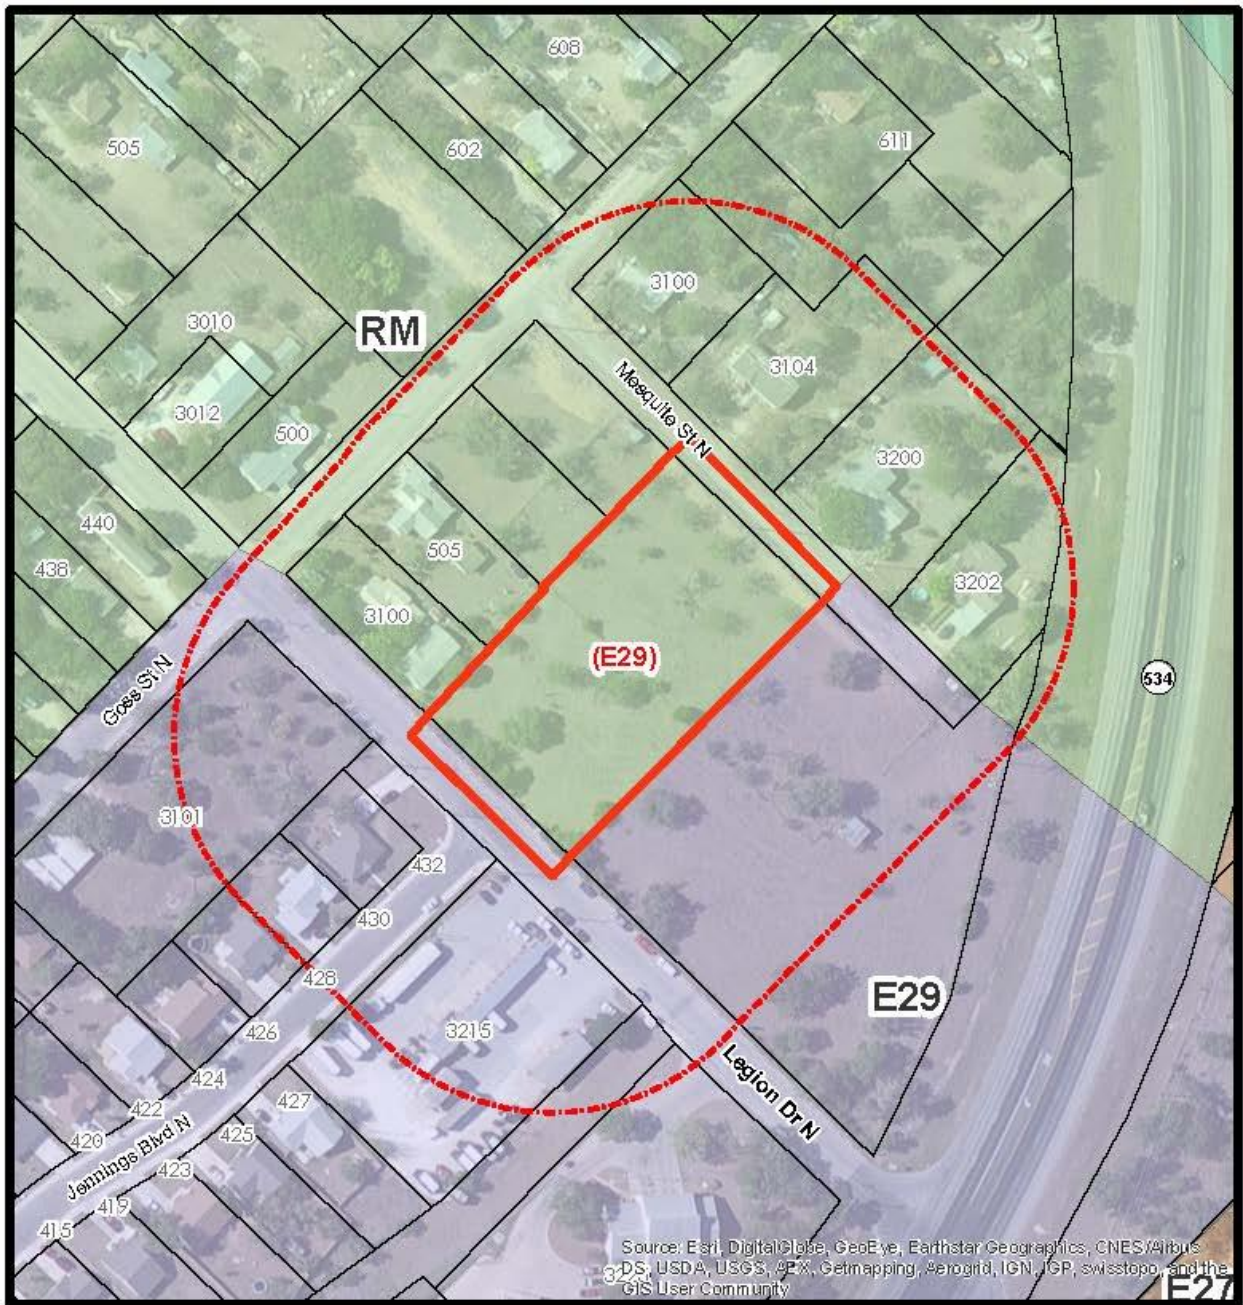 608
505
602
611
3100
3010
RM
3104
3012
500
Mesquite St N
3200
440
505
438
3202
3100
(E29)
534
Goss St N
3101
432
430
428
E29
3215
426
Legion Dr N
424
427
422
425
420
Jennings Blvd N
423
419
415
Source: Esri, DigitalGlobe, GeoEye, Earthstar Geographics, CNES/Airbus
DS, USDA, USGS, AEX, Getmapping, Aerogrid, IGN, IGP, swisstopo, and the
GIS User Community
E27